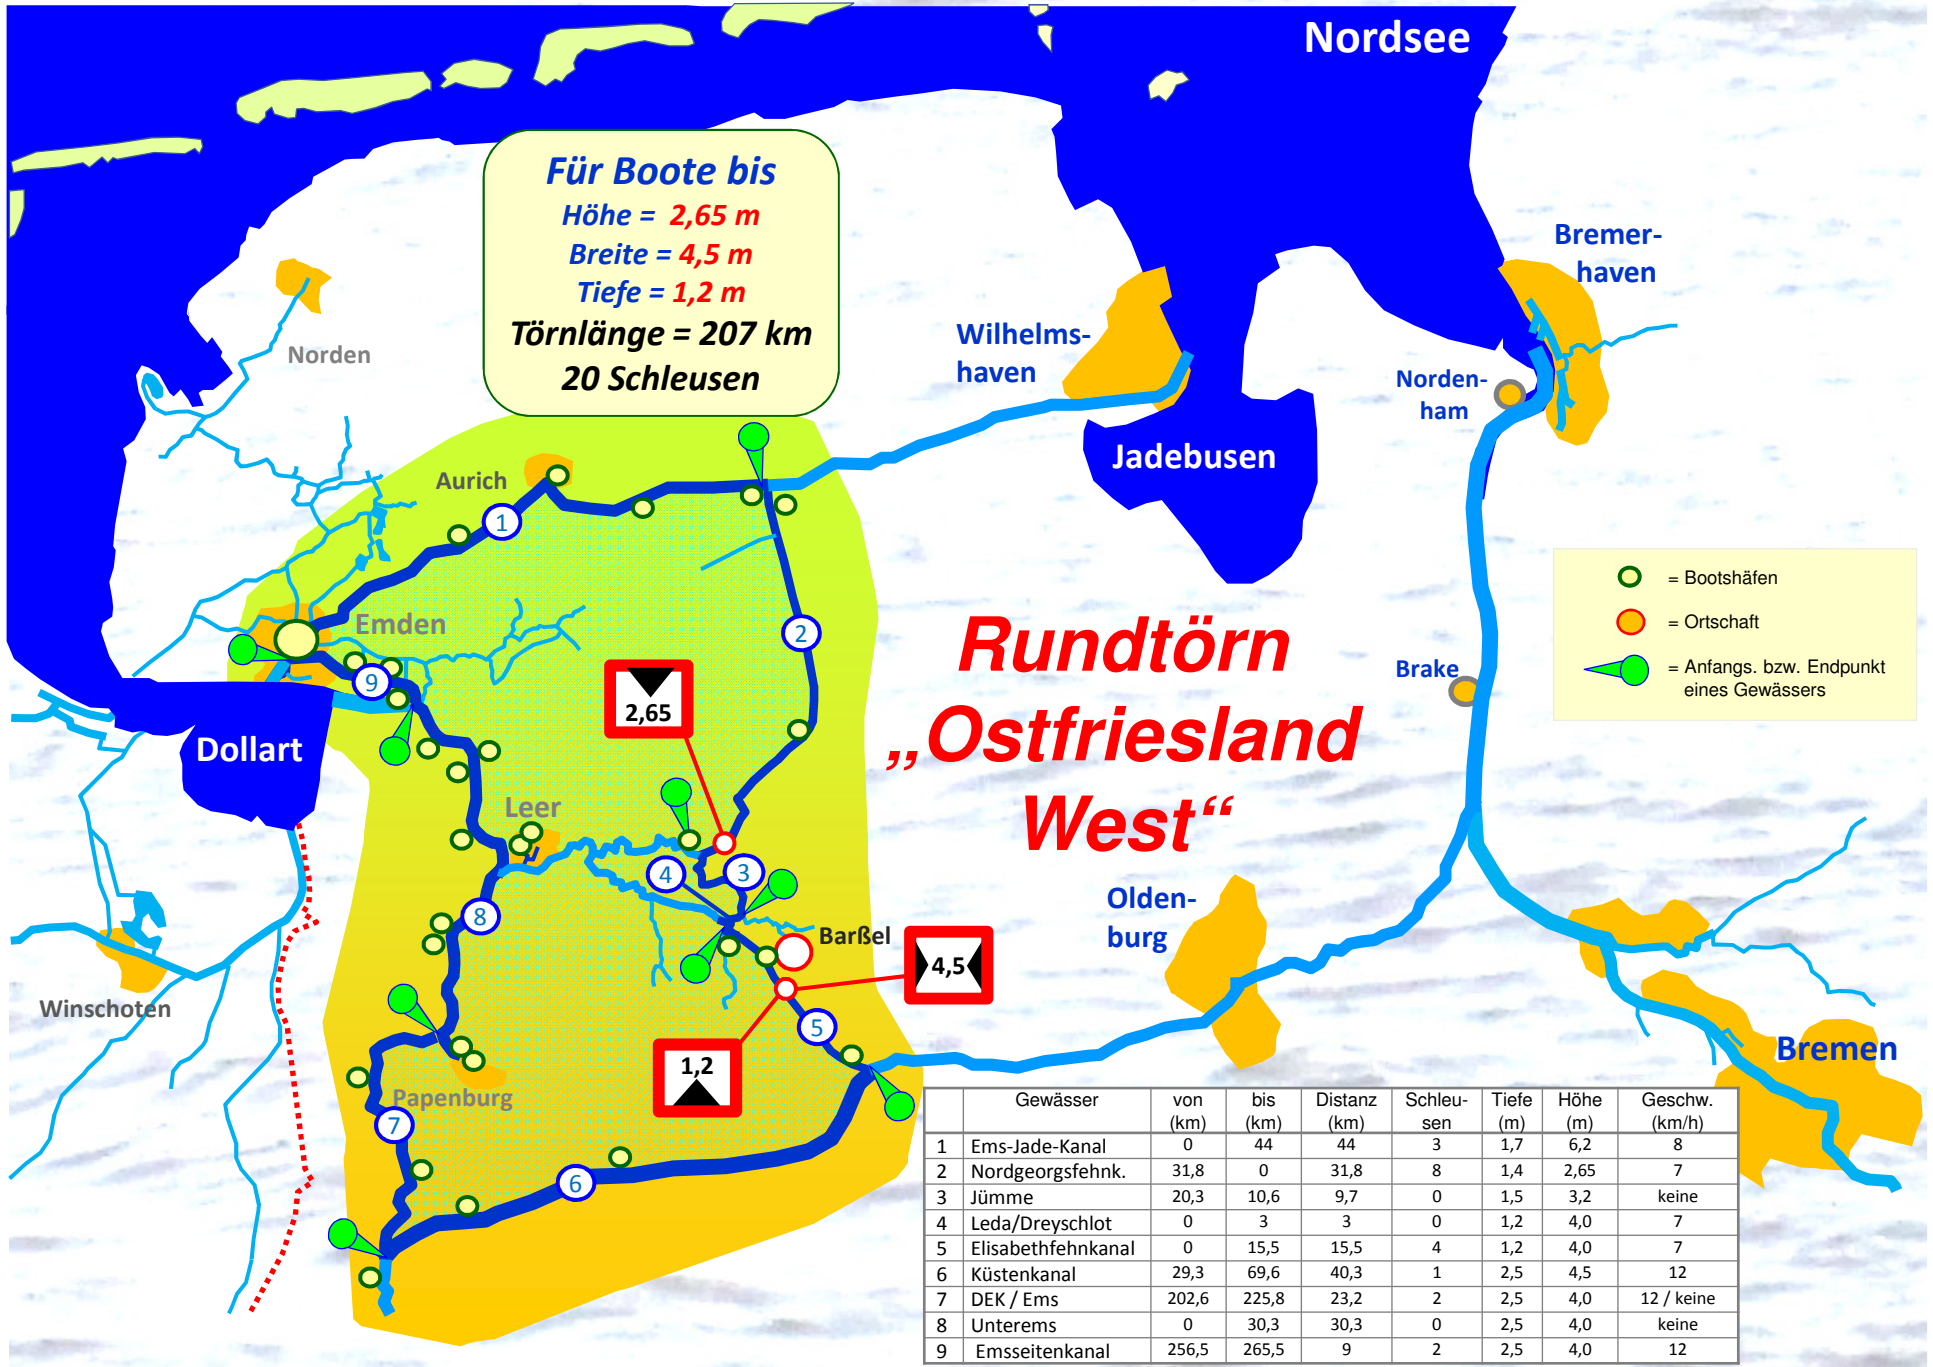 Nordsee
Für Boote bis
Höhe = 2,65 m
Breite = 4,5 m
Tiefe = 1,2 m
Törnlänge = 207 km
20 Schleusen
Bremer-
haven
Wilhelms-
haven
Norden
Norden-
ham
Jadebusen
Aurich
1
= Bootshäfen
= Ortschaft
= Anfangs. bzw. Endpunkt
eines Gewässers
Emden
2
9
2,65
Rundtörn
„Ostfriesland
West“
Brake
Dollart
Leer
4
3
8
Olden-
burg
Barßel
4,5
Winschoten
5
1,2
Bremen
Papenburg
7
6
Gewässer von (km) bis (km) Distanz (km) Schleu-sen Tiefe (m) Höhe (m) Geschw. (km/h)
1 Ems-Jade-Kanal 0 44 44 3 1,7 6,2 8
2 Nordgeorgsfehnk. 31,8 0 31,8 8 1,4 2,65 7
3 Jümme 20,3 10,6 9,7 0 1,5 3,2 keine
4 Leda/Dreyschlot 0 3 3 0 1,2 4,0 7
5 Elisabethfehnkanal 0 15,5 15,5 4 1,2 4,0 7
6 Küstenkanal 29,3 69,6 40,3 1 2,5 4,5 12
7 DEK / Ems 202,6 225,8 23,2 2 2,5 4,0 12 / keine
8 Unterems 0 30,3 30,3 0 2,5 4,0 keine
9 Emsseitenkanal 256,5 265,5 9 2 2,5 4,0 12